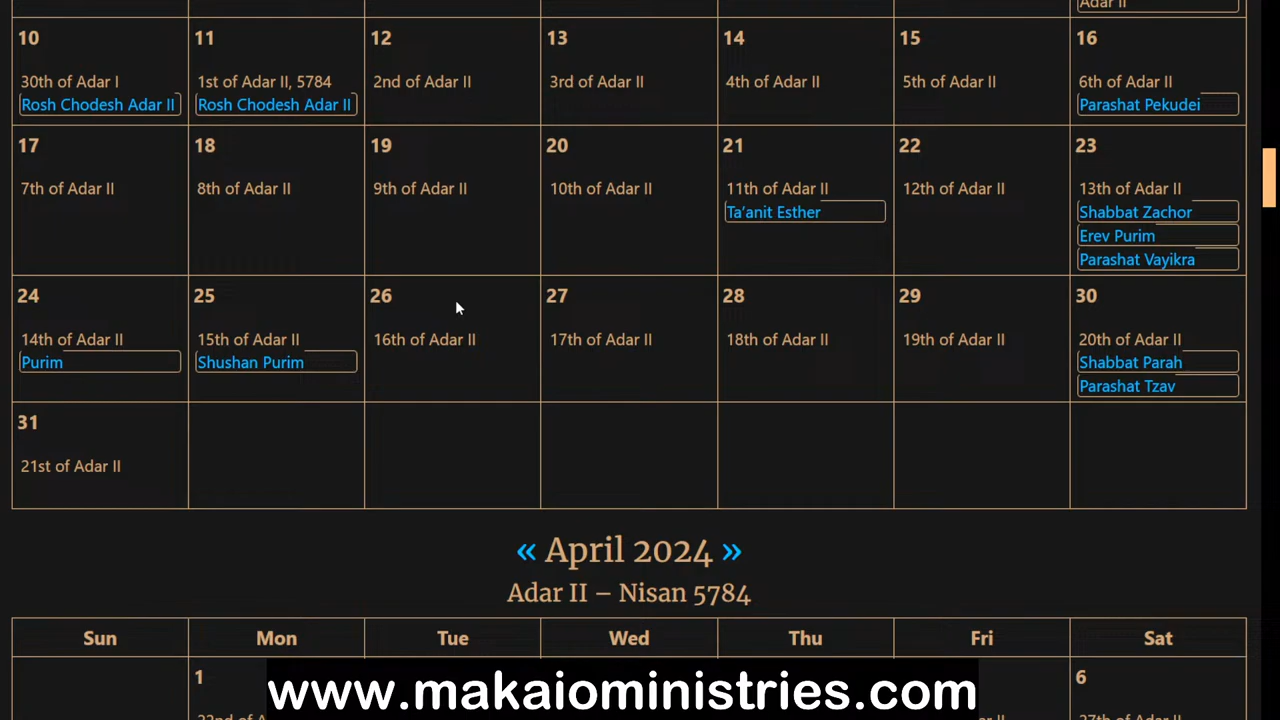 Adar II
10 11 12 13 14 15 16
30th of Adar I 1st of Adar II, 5784 2nd of Adar II 3rd of Adar II 4th of Adar II 5th of Adar II 6th of Adar II
Rosh Chodesh Adar II Rosh Chodesh Adar II Parashat Pekudei
17 18 19 20 21 22 23
7th of Adar II 8th of Adar II 9th of Adar II 10th of Adar II 11th of Adar II 12th of Adar II 13th of Adar II
Ta'anit Esther Shabbat Zachor
Erev Purim
Parashat Vayikra
24 25 26 27 28 29 30
14th of Adar II 15th of Adar II 16th of Adar II 17th of Adar II 18th of Adar II 19th of Adar II 20th of Adar II
Purim Shushan Purim Shabbat Parah
Parashat Tzav
31
21st of Adar II
« April 2024 »
Adar II – Nisan 5784
Sun Mon Tue Wed Thu Fri Sat
1 6
www.makaioministries.com